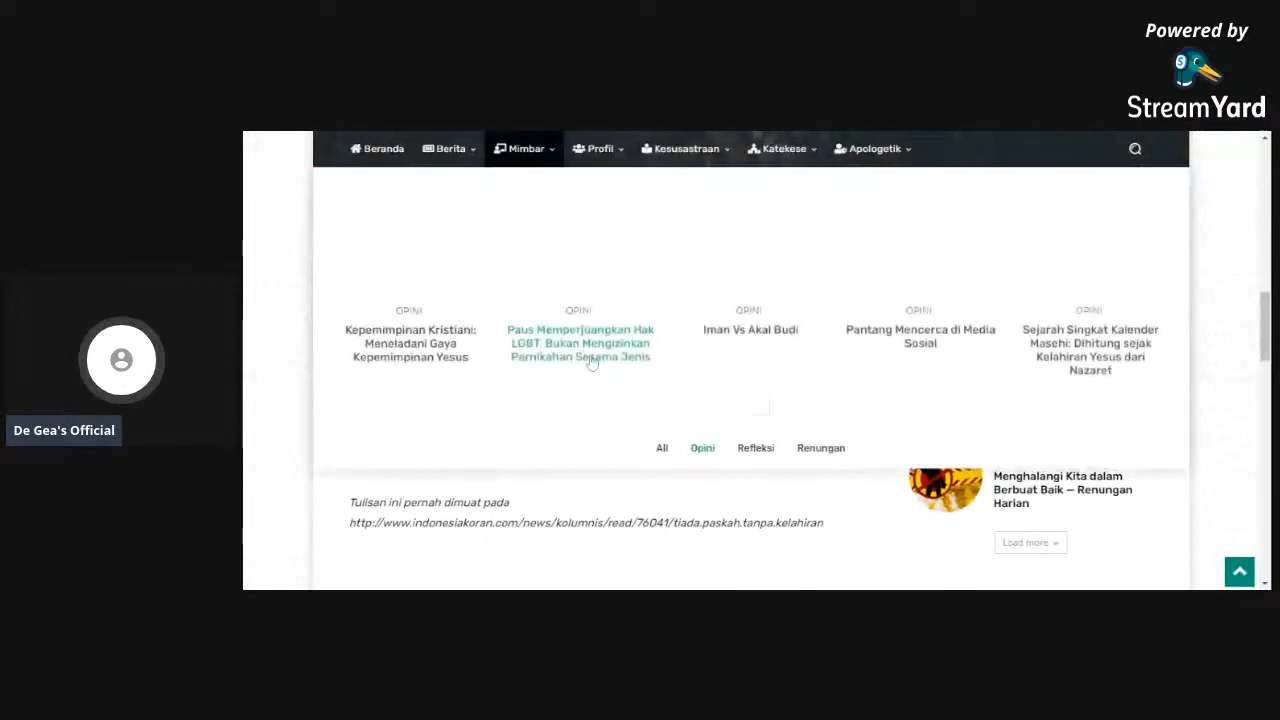 Powered by
StreamYard
Beranda Berita Mimbar Profil Kesusastraan Katekese Apologetik
OPINI
Kepemimpinan Kristiani:
Meneladani Gaya
Kepemimpinan Yesus
OPINI
Paus Memperjuangkan Hak
LGBT, Bukan Mengizinkan
Pernikahan Sesama Jenis
OPINI
Iman Vs Akal Budi
OPINI
Pantang Mencerca di Media
Sosial
OPINI
Sejarah Singkat Kalender
Masehi: Dihitung sejak
Kelahiran Yesus dari
Nazaret
All Opini Refleksi Renungan
Tulisan ini pernah dimuat pada
http://www.indonesiakoran.com/news/kolumnis/read/76041/tiada.paskah.tanpa.kelahiran
Menghalangi Kita dalam
Berbuat Baik – Renungan
Harian
Load more
De Gea's Official